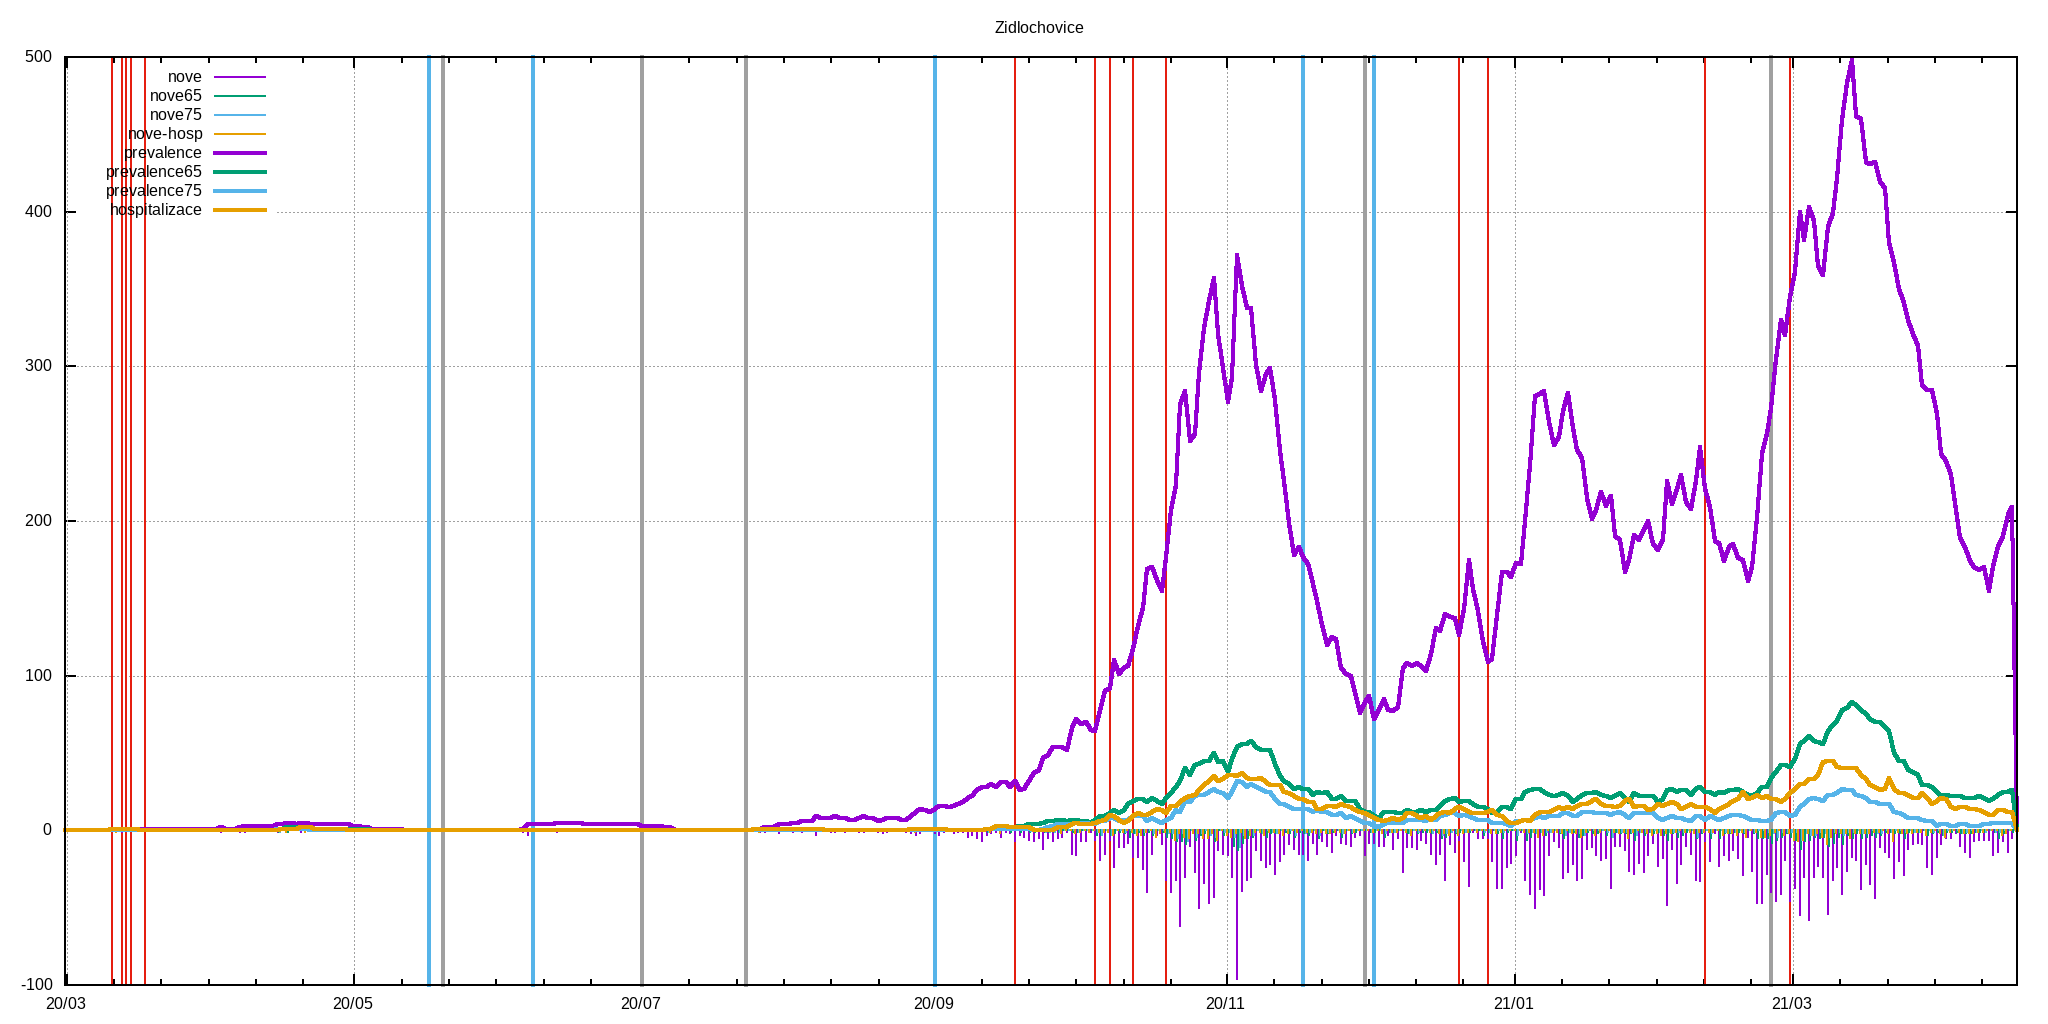 Zidlochovice
500
400
300
200
100
0
-100
nove
nove65
nove75
nove-hosp
prevalence
prevalence65
prevalence75
hospitalizace
20/03 20/05 20/07 20/09 20/11 21/01 21/03